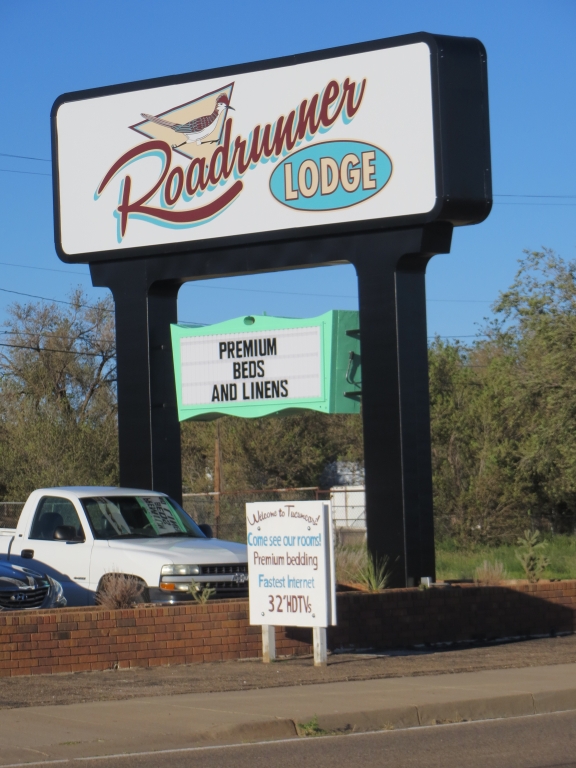 Roadrunner
LODGE
PREMIUM
BEDS
AND LINENS
Welcome to Tucumcari!
Come see our rooms!
Premium bedding
Fastest Internet
32"HDTVs